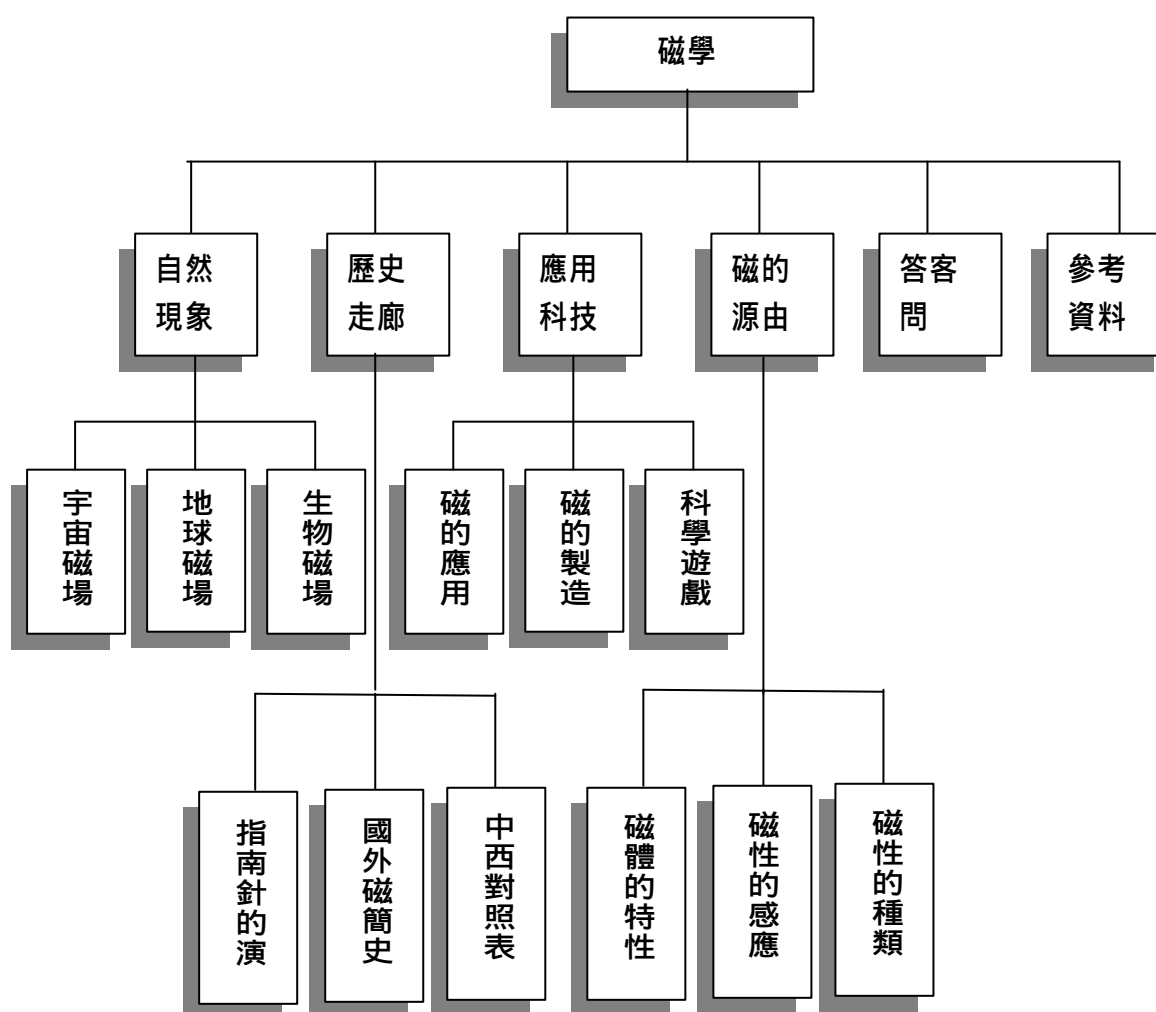 磁學
自然
現象
歷史
走廊
應用
科技
磁的
源由
答客
問
參考
資料
宇宙磁場
地球磁場
生物磁場
磁的應用
磁的製造
科學遊戲
指南針的演
國外磁簡史
中西對照表
磁體的特性
磁性的感應
磁性的種類